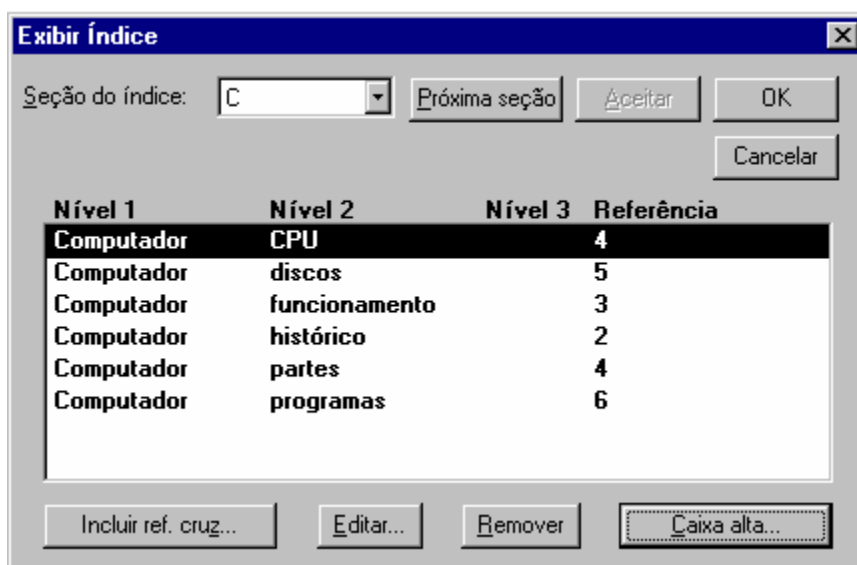 Exibir Índice
Seção do índice: C Próxima seção Aceitar OK
Cancelar
Nível 1 Nível 2 Nível 3 Referência
Computador CPU 4
Computador discos 5
Computador funcionamento 3
Computador histórico 2
Computador partes 4
Computador programas 6
Incluir ref. cruz... Editar... Remover Caixa alta...